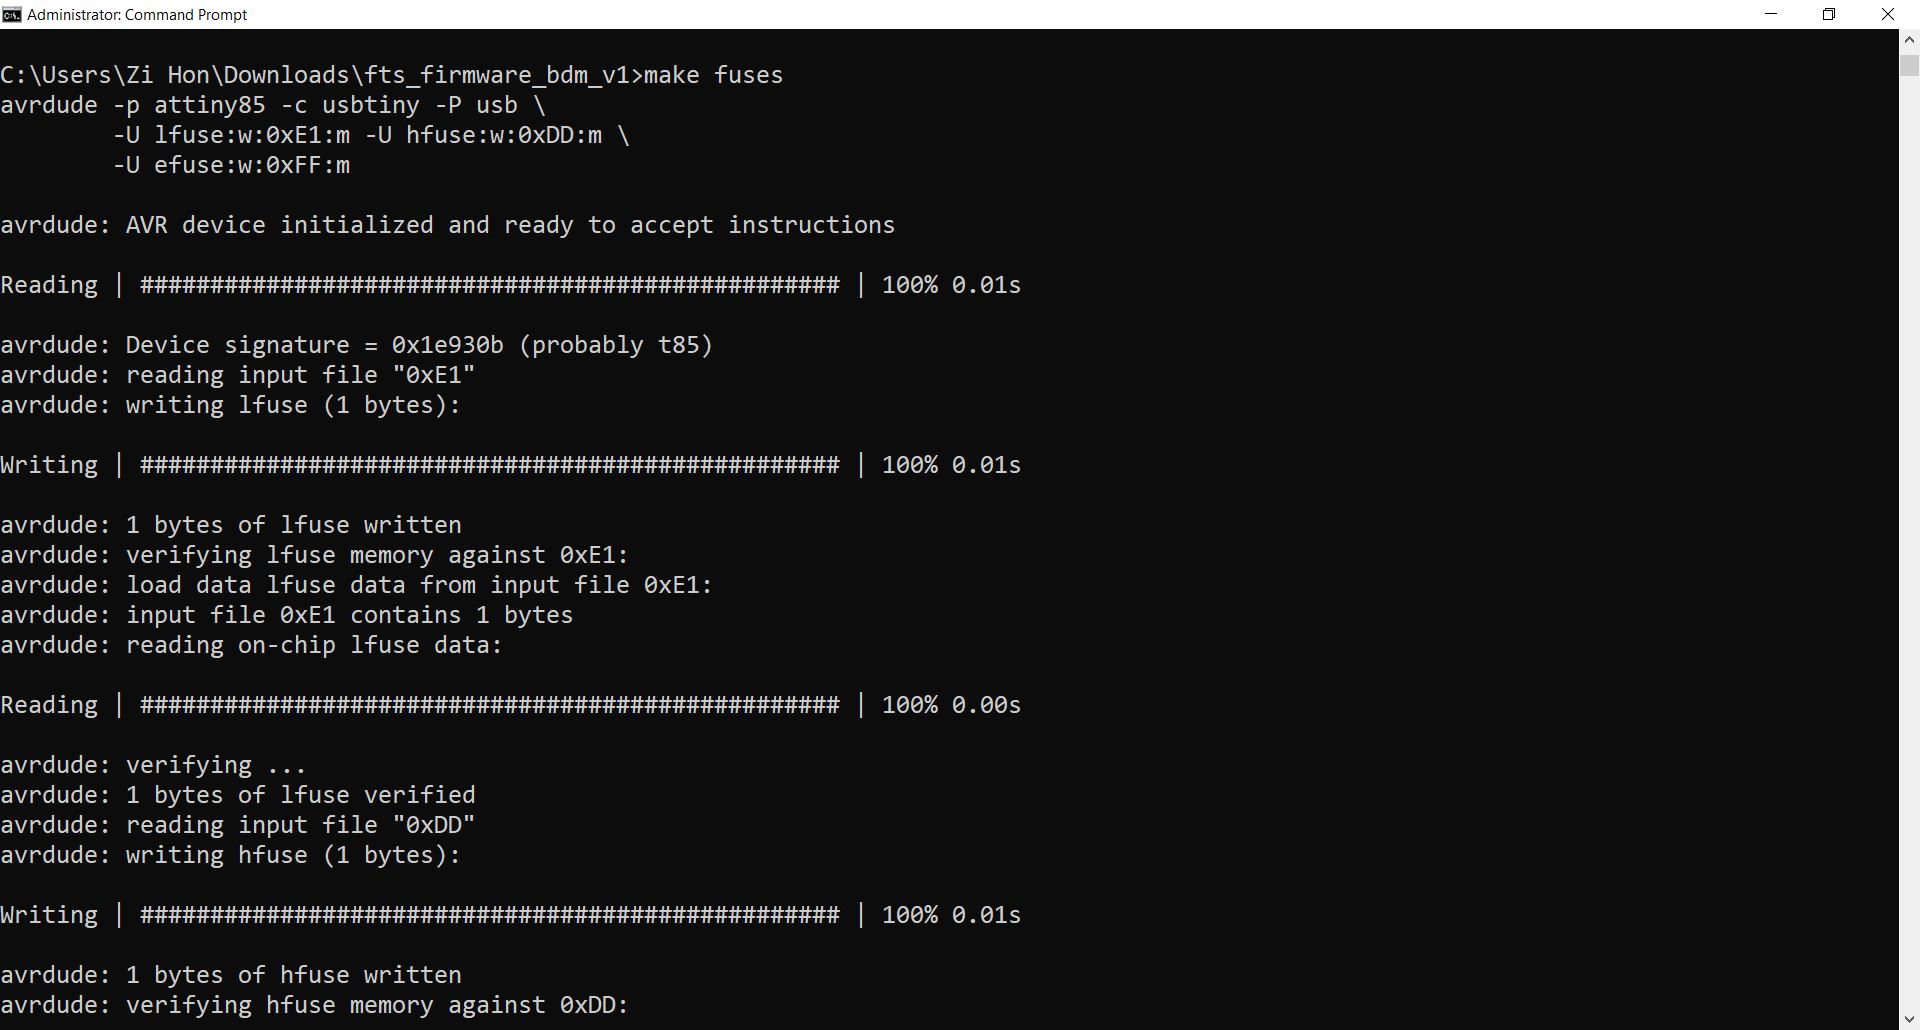 Administrator: Command Prompt
C:\Users\Zi Hon\Downloads\fts_firmware_bdm_v1>make fuses
avrdude -p attiny85 -c usbtiny -P usb \
-U lfuse:w:0xE1:m -U hfuse:w:0xDD:m \
-U efuse:w:0xFF:m
avrdude: AVR device initialized and ready to accept instructions
Reading | ################################################## | 100% 0.01s
avrdude: Device signature = 0x1e930b (probably t85)
avrdude: reading input file "0xE1"
avrdude: writing lfuse (1 bytes):
Writing | ################################################## | 100% 0.01s
avrdude: 1 bytes of lfuse written
avrdude: verifying lfuse memory against 0xE1:
avrdude: load data lfuse data from input file 0xE1:
avrdude: input file 0xE1 contains 1 bytes
avrdude: reading on-chip lfuse data:
Reading | ################################################## | 100% 0.00s
avrdude: verifying ...
avrdude: 1 bytes of lfuse verified
avrdude: reading input file "0xDD"
avrdude: writing hfuse (1 bytes):
Writing | ################################################## | 100% 0.01s
avrdude: 1 bytes of hfuse written
avrdude: verifying hfuse memory against 0xDD: